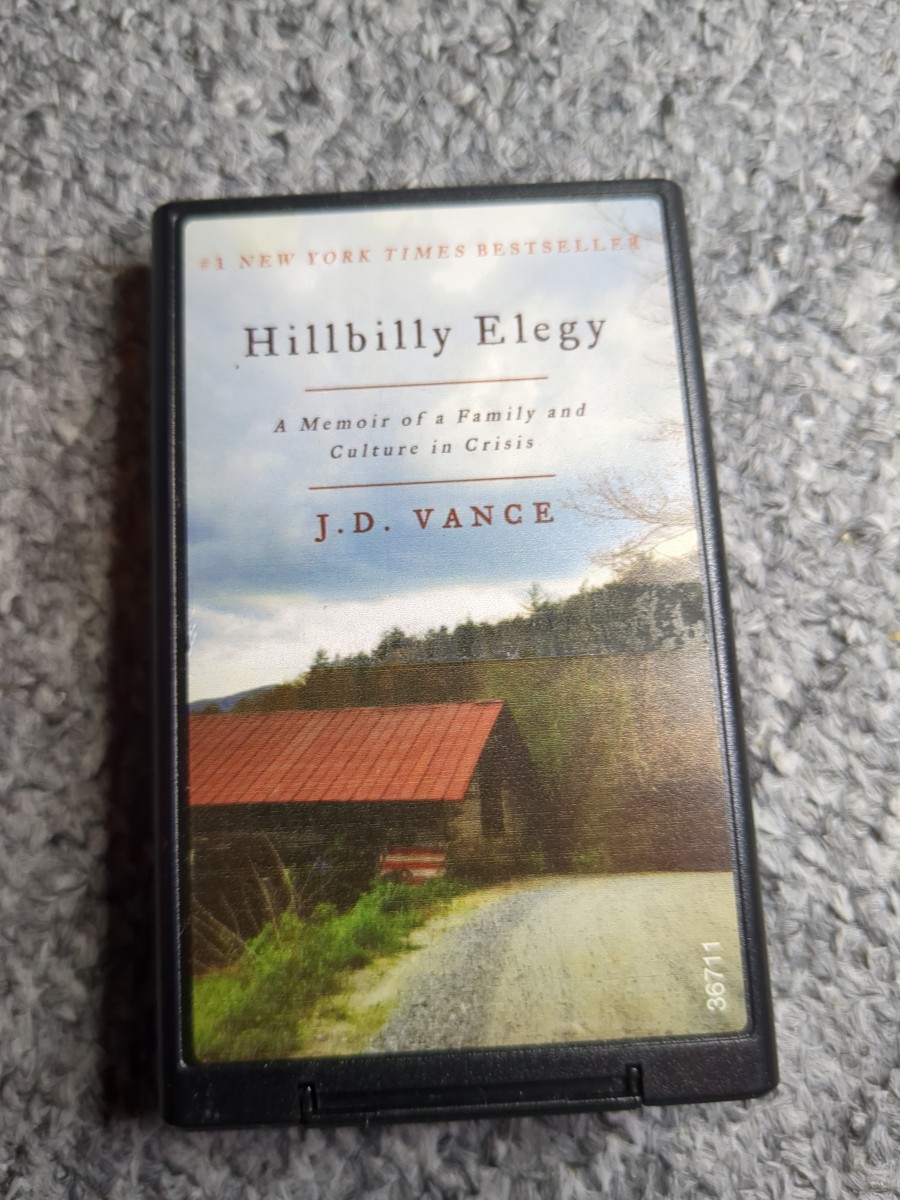 #1 NEW YORK TIMES BESTSELLER
Hillbilly Elegy
A Memoir of a Family and
Culture in Crisis
J.D. VANCE
36711